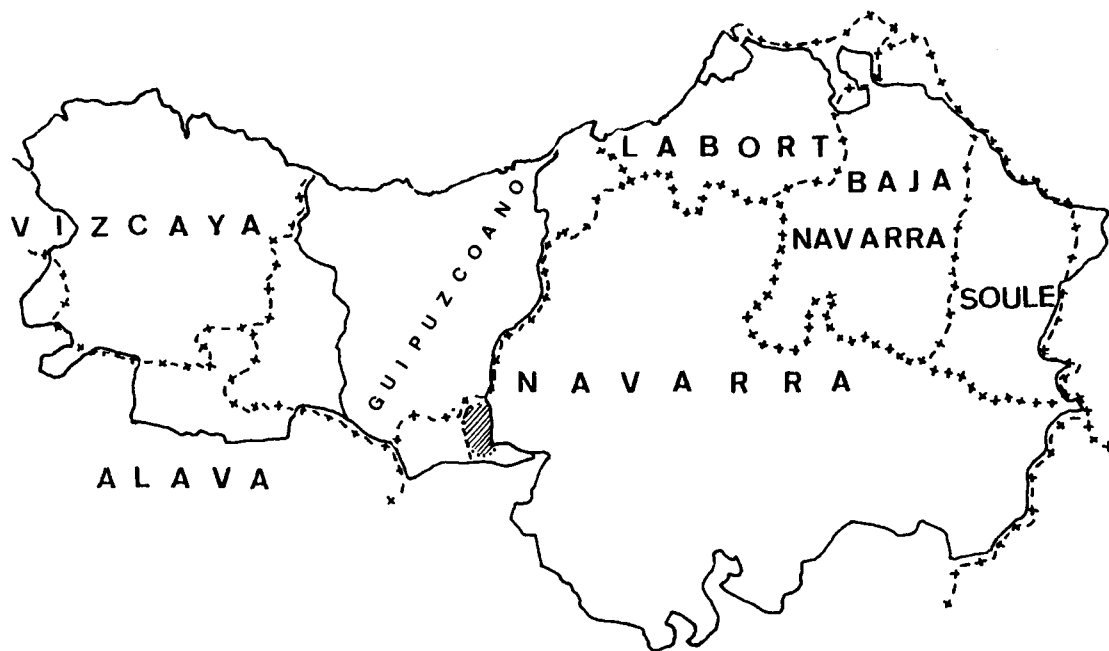 LABORT
BAJA
VIZCAYA
GUIPUZCOANO
NAVARRA
SOULE
NAVARRA
ALAVA